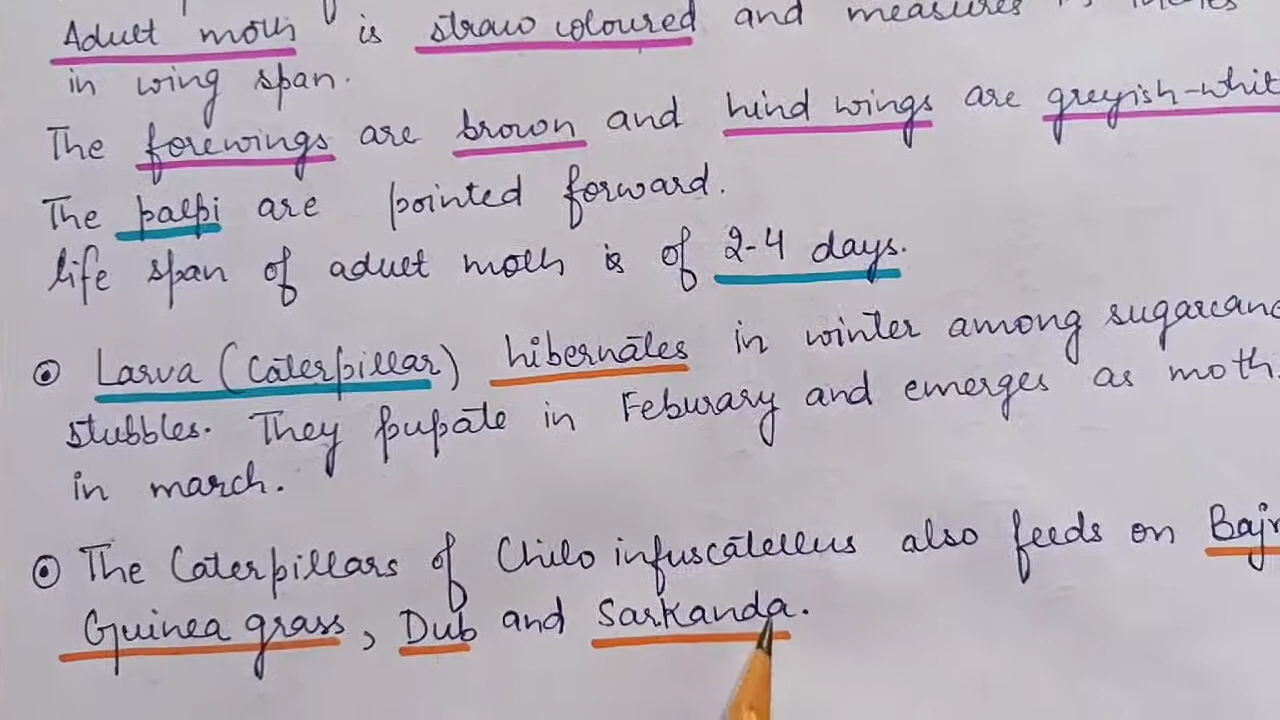 Adult moth is straw coloured and measures
in wing span.
The forewings are brown and hind wings are greyish-whit
The palpi are pointed forward.
life span of adult moth is of 2-4 days.
Larva (Caterpillar) hibernates in winter among sugarcane
stubbles. They pupate in Feburary and emerges as moth
in march.
The Caterpillars of Chilo infuscatellus also feeds on Bajr
Guinea grass, Dub and Sarkanda.